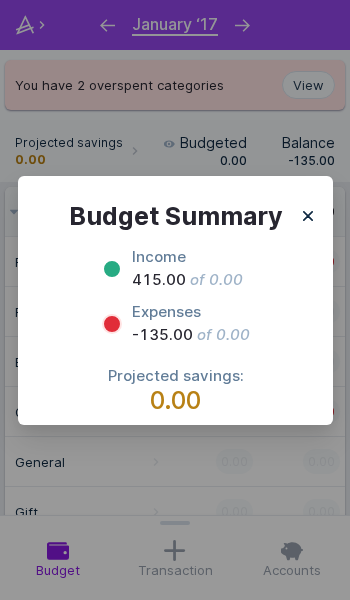 January ‘17
You have 2 overspent categories
View
Projected savings
0.00
Budgeted
0.00
Balance
-135.00
Budget Summary
Income
415.00 of 0.00
Expenses
-135.00 of 0.00
Projected savings:
0.00
General
0.00
0.00
Gift
0.00
0.00
Budget
Transaction
Accounts